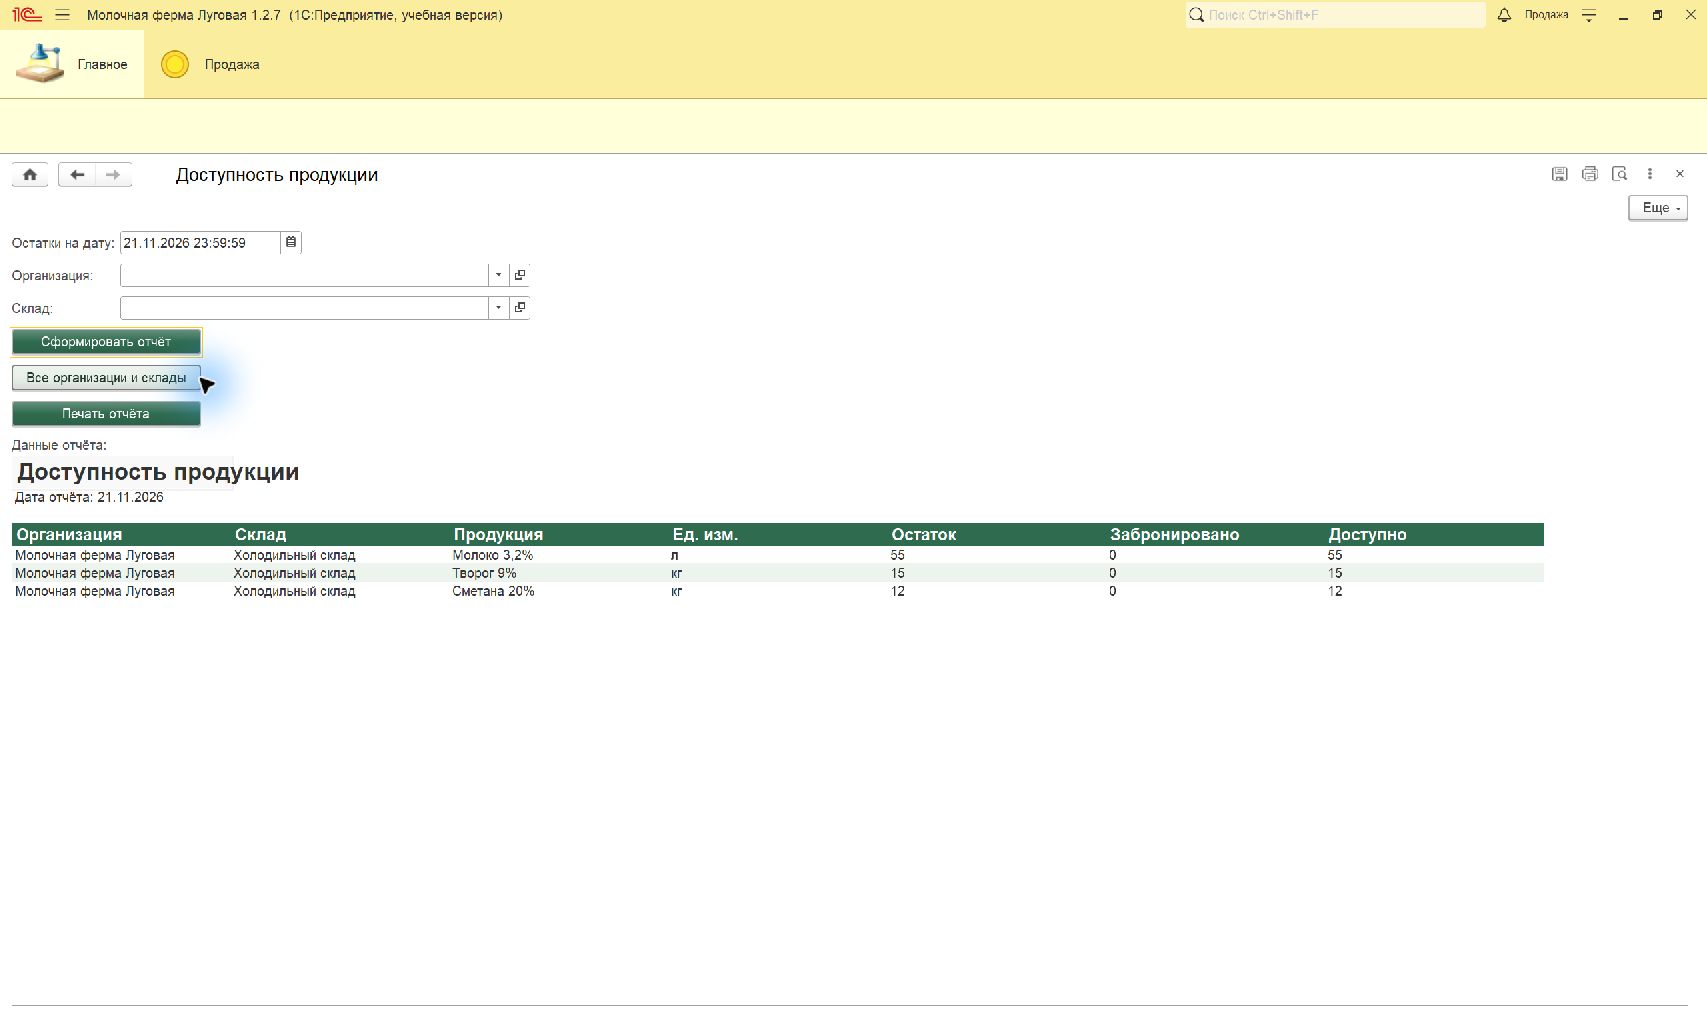 1С Молочная ферма Луговая 1.2.7 (1С:Предприятие, учебная версия) Поиск Ctrl+Shift+F Продажа
Главное Продажа
Доступность продукции
Еще
Остатки на дату: 21.11.2026 23:59:59
Организация:
Склад:
Сформировать отчёт
Все организации и склады
Печать отчёта
Данные отчёта:
Доступность продукции
Дата отчёта: 21.11.2026
Организация Склад Продукция Ед. изм. Остаток Забронировано Доступно
Молочная ферма Луговая Холодильный склад Молоко 3,2% л 55 0 55
Молочная ферма Луговая Холодильный склад Творог 9% кг 15 0 15
Молочная ферма Луговая Холодильный склад Сметана 20% кг 12 0 12